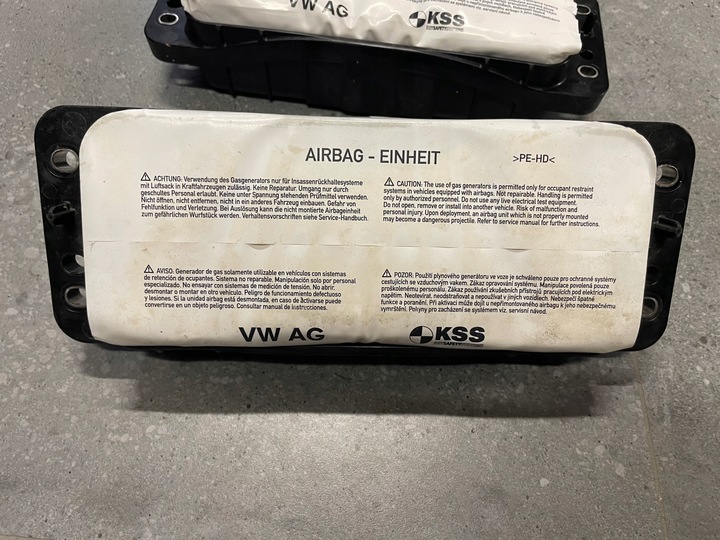 VW AG
KSS
AIRBAG - EINHEIT
>PE-HD<
⚠ ACHTUNG: Verwendung des Gasgenerators nur für Insassenrückhaltesysteme
mit Luftsack in Kraftfahrzeugen zulässig. Keine Reparatur. Umgang nur durch
geschultes Personal erlaubt. Keine unter Spannung stehenden Prüfmittel verwenden.
Nicht öffnen, nicht entfernen, nicht in ein anderes Fahrzeug einbauen. Gefahr von
Fehlfunktion und Verletzung. Bei Auslösung kann die nicht montierte Airbageinheit
zum gefährlichen Wurfstück werden. Verhaltensvorschriften siehe Service-Handbuch.
⚠ CAUTION: The use of gas generators is permitted only for occupant restraint
systems in vehicles equipped with airbags. Not repairable. Handling is permitted
only by authorized personnel. Do not use any live electrical test equipment.
Do not open, remove or install into another vehicle. Risk of malfunction and
personal injury. Upon deployment, an airbag unit which is not properly mounted
may become a dangerous projectile. Refer to service manual for further instructions.
⚠ AVISO: Generador de gas solamente utilizable en vehículos con sistemas
de retención de ocupantes. Sistema no reparable. Manipulación solo por personal
especializado. No ensayar con sistemas de medición de tensión. No abrir,
desmontar o montar en otro vehículo. Peligro de funcionamiento defectuoso
y lesiones. Si la unidad airbag está desmontada, en caso de activarse puede
convertirse en un objeto peligroso. Consultar manual de instrucciones.
⚠ POZOR: Použití plynového generátoru ve voze je schváleno pouze pro ochranné systémy
cestujících se vzduchovým vakem. Zákaz opravování systému. Manipulace povolená pouze
proškolenému personálu. Zákaz používání zkušebních přístrojů pracujících pod elektrickým
napětím. Neotevírat, neodstraňovat a nepoužívat v jiných vozidlech. Nebezpečí špatné
funkce a poranění. Při aktivaci může dojít u nepřimontovaného airbagu k jeho nebezpečnému
vymrštění. Pokyny pro zacházení se systémem viz. servisní návod.
VW AG
KSS